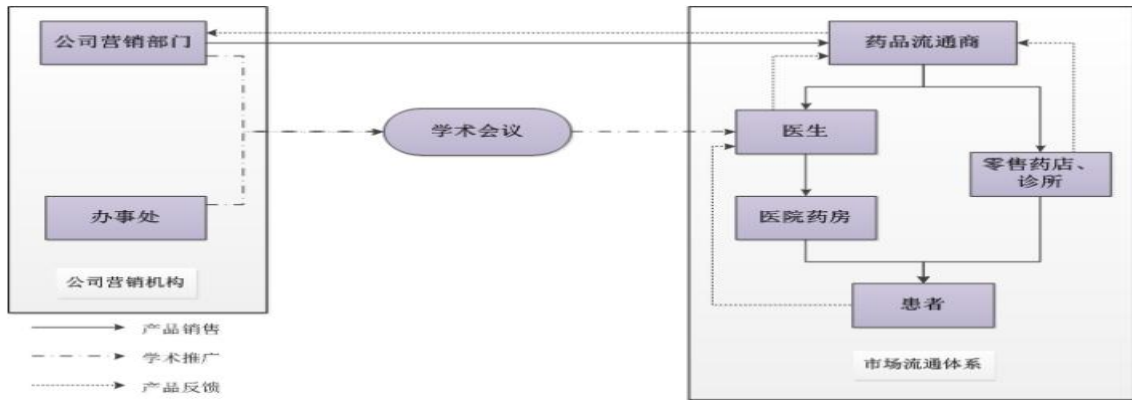 公司营销部门
药品流通商
学术会议
医生
零售药店、
诊所
办事处
医院药房
公司营销机构
患者
产品销售
学术推广
市场流通体系
产品反馈